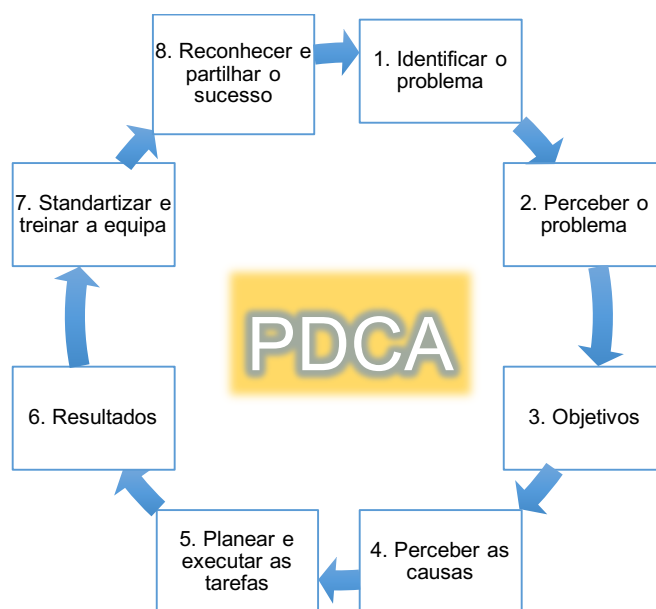 1. Identificar o
problema
2. Perceber o
problema
3. Objetivos
4. Perceber as
causas
5. Planear e
executar as
tarefas
6. Resultados
7. Standartizar e
treinar a equipa
8. Reconhecer e
partilhar o
sucesso
PDCA